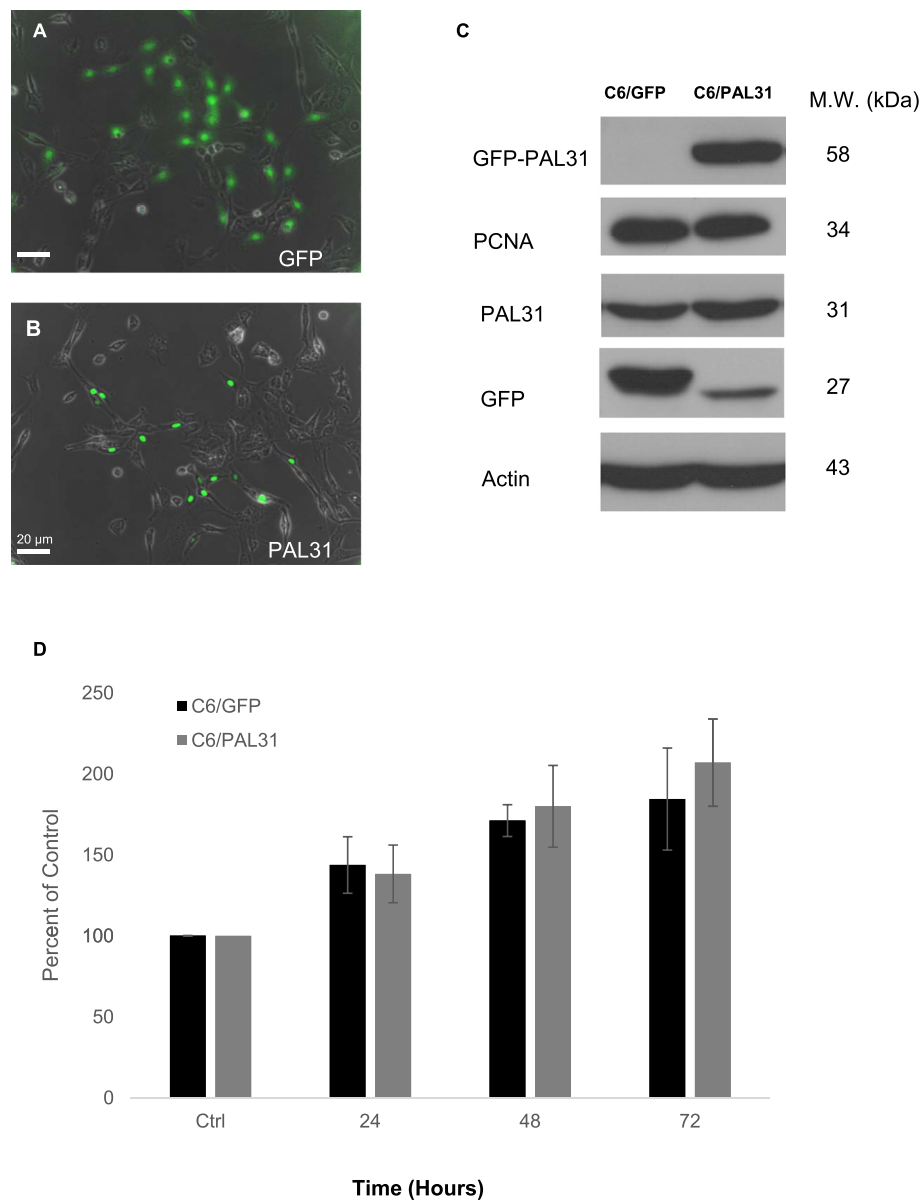 A
GFP
B
20 µm
PAL31
C
C6/GFP C6/PAL31 M.W. (kDa)
GFP-PAL31 58
PCNA 34
PAL31 31
GFP 27
Actin 43
D
250
200
150
100
50
0
C6/GFP
C6/PAL31
Percent of Control
Ctrl 24 48 72
Time (Hours)